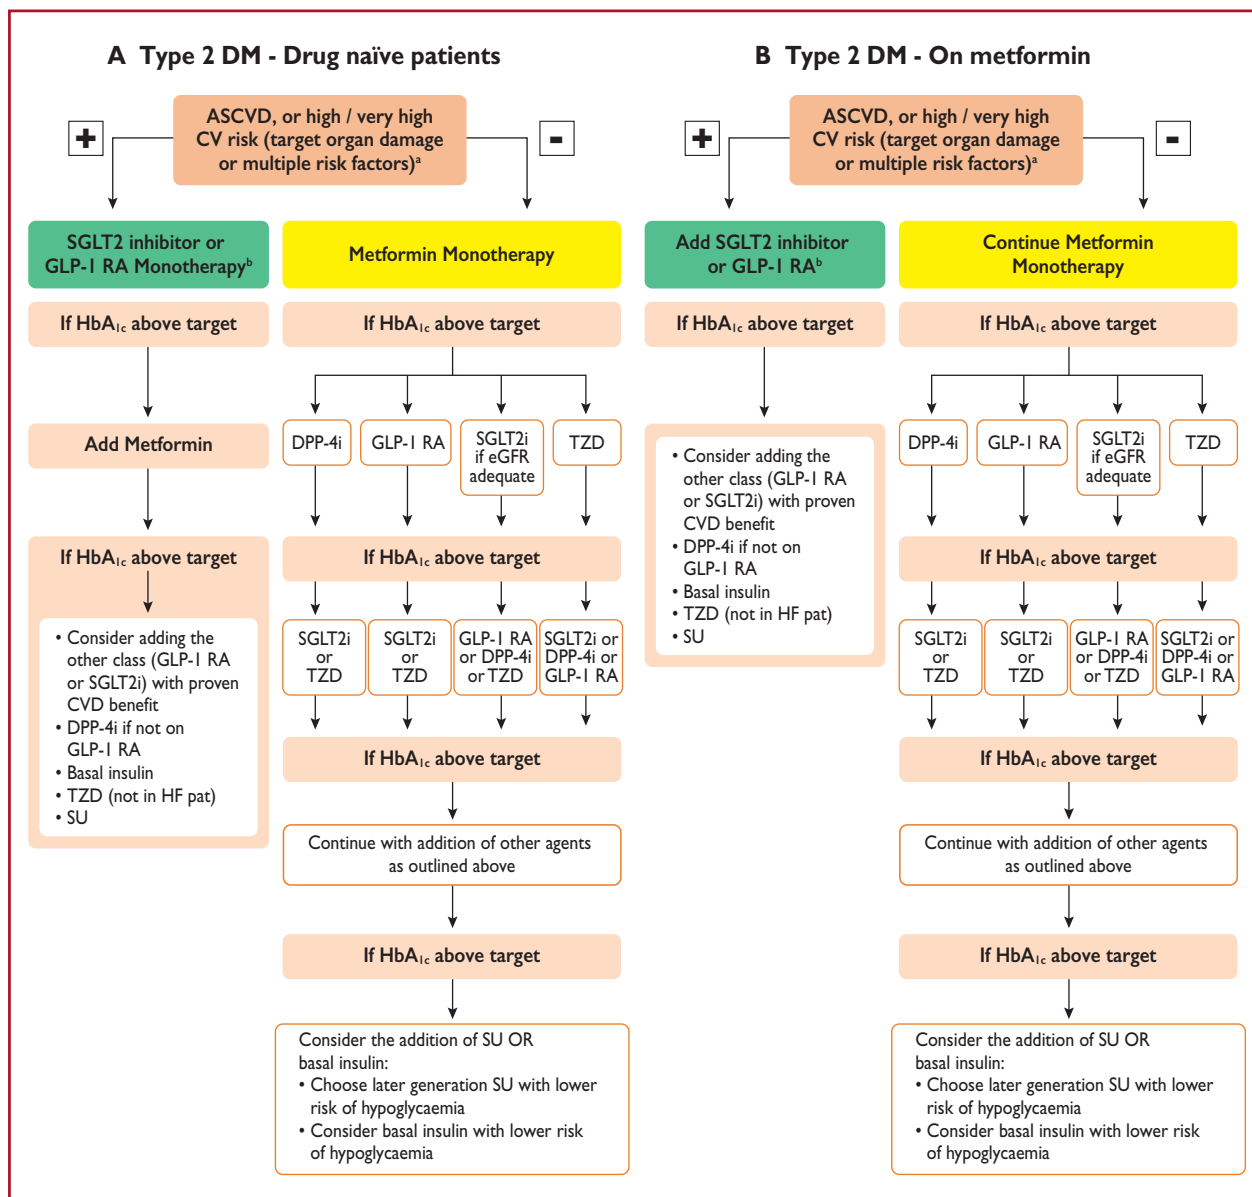 A Type 2 DM - Drug naïve patients
+
ASCVD, or high / very high
CV risk (target organ damage
or multiple risk factors)ᵃ
-
SGLT2 inhibitor or
GLP-1 RA Monotherapyᵇ
Metformin Monotherapy
If HbA1c above target
If HbA1c above target
Add Metformin
DPP-4i
GLP-1 RA
SGLT2i
if eGFR
adequate
TZD
If HbA1c above target
If HbA1c above target
• Consider adding the
other class (GLP-1 RA
or SGLT2i) with proven
CVD benefit
• DPP-4i if not on
GLP-1 RA
• Basal insulin
• TZD (not in HF pat)
• SU
SGLT2i
or
TZD
SGLT2i
or
TZD
GLP-1 RA
or DPP-4i
or TZD
SGLT2i or
DPP-4i or
GLP-1 RA
If HbA1c above target
Continue with addition of other agents
as outlined above
If HbA1c above target
Consider the addition of SU OR
basal insulin:
• Choose later generation SU with lower
risk of hypoglycaemia
• Consider basal insulin with lower risk
of hypoglycaemia
B Type 2 DM - On metformin
+
ASCVD, or high / very high
CV risk (target organ damage
or multiple risk factors)ᵃ
-
Add SGLT2 inhibitor
or GLP-1 RAᵇ
Continue Metformin
Monotherapy
If HbA1c above target
If HbA1c above target
• Consider adding the
other class (GLP-1 RA
or SGLT2i) with proven
CVD benefit
• DPP-4i if not on
GLP-1 RA
• Basal insulin
• TZD (not in HF pat)
• SU
DPP-4i
GLP-1 RA
SGLT2i
if eGFR
adequate
TZD
If HbA1c above target
SGLT2i
or
TZD
SGLT2i
or
TZD
GLP-1 RA
or DPP-4i
or TZD
SGLT2i or
DPP-4i or
GLP-1 RA
If HbA1c above target
Continue with addition of other agents
as outlined above
If HbA1c above target
Consider the addition of SU OR
basal insulin:
• Choose later generation SU with lower
risk of hypoglycaemia
• Consider basal insulin with lower risk
of hypoglycaemia